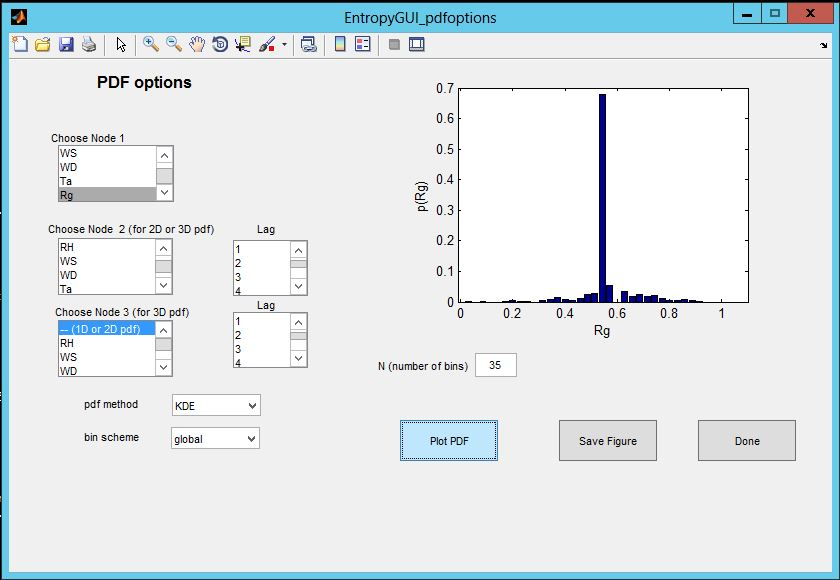 EntropyGUI_pdfoptions
PDF options
Choose Node 1
WS
WD
Ta
Rg
Choose Node 2 (for 2D or 3D pdf)
Lag
RH
WS
WD
Ta
1
2
3
4
Choose Node 3 (for 3D pdf)
Lag
-- (1D or 2D pdf)
RH
WS
WD
1
2
3
4
pdf method
KDE
bin scheme
global
0.7
0.6
0.5
0.4
0.3
0.2
0.1
0
p(Rg)
0 0.2 0.4 0.6 0.8 1
Rg
N (number of bins) 35
Plot PDF
Save Figure
Done